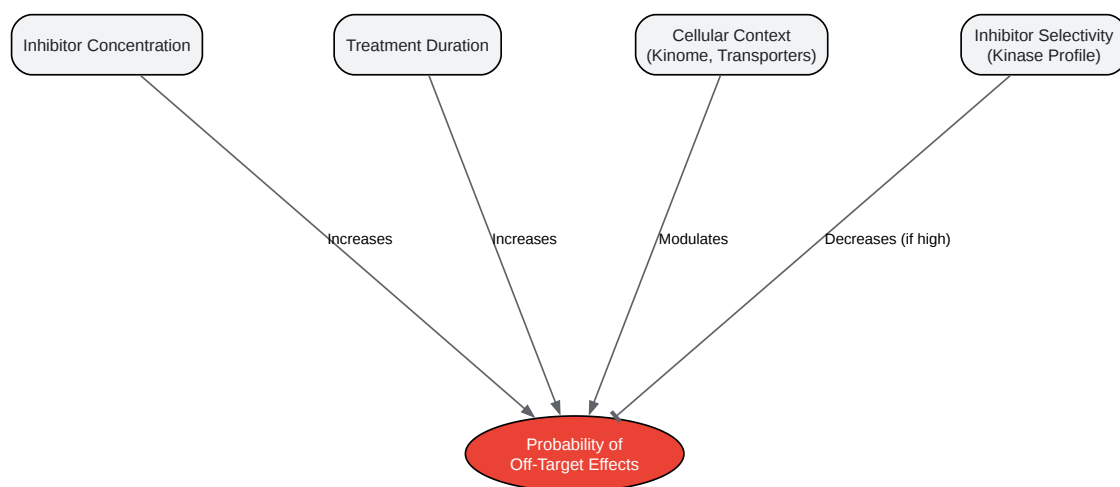 Inhibitor Concentration
Treatment Duration
Cellular Context
(Kinome, Transporters)
Inhibitor Selectivity
(Kinase Profile)
Increases
Increases
Modulates
Decreases (if high)
Probability of
Off-Target Effects